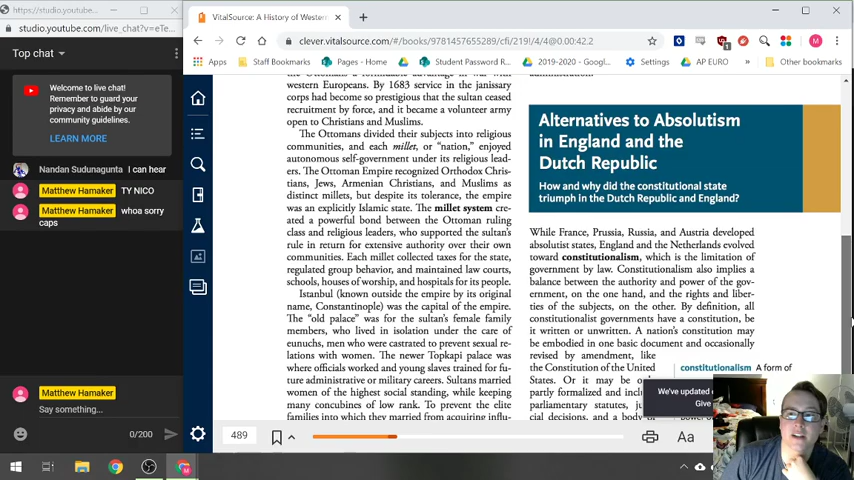 https://studio.youtube.com/live_chat?v=eTe...
studio.youtube.com/live_chat?v=eTe...
Top chat
Welcome to live chat!
Remember to guard your
privacy and abide by our
community guidelines.
LEARN MORE
Nandan Sudunagunta I can hear
Matthew Hamaker TY NICO
Matthew Hamaker whoa sorry
caps
Matthew Hamaker
Say something...
0/200
VitalSource: A History of Western
clever.vitalsource.com/#/books/9781457655289/cfi/219!/4/4@0:00:42.2
Apps
Staff Bookmarks
Pages - Home
Student Password R...
2019-2020 - Google...
Settings
AP EURO
»
Other bookmarks
the Ottomans a formidable advantage in war with
western Europeans. By 1683 service in the janissary
corps had become so prestigious that the sultan ceased
recruitment by force, and it became a volunteer army
open to Christians and Muslims.
The Ottomans divided their subjects into religious
communities, and each millet, or “nation,” enjoyed
autonomous self-government under its religious lead-
ers. The Ottoman Empire recognized Orthodox Chris-
tians, Jews, Armenian Christians, and Muslims as
distinct millets, but despite its tolerance, the empire
was an explicitly Islamic state. The millet system cre-
ated a powerful bond between the Ottoman ruling
class and religious leaders, who supported the sultan's
rule in return for extensive authority over their own
communities. Each millet collected taxes for the state,
regulated group behavior, and maintained law courts,
schools, houses of worship, and hospitals for its people.
Istanbul (known outside the empire by its original
name, Constantinople) was the capital of the empire.
The “old palace” was for the sultan's female family
members, who lived in isolation under the care of
eunuchs, men who were castrated to prevent sexual re-
lations with women. The newer Topkapi palace was
where officials worked and young slaves trained for fu-
ture administrative or military careers. Sultans married
women of the highest social standing, while keeping
many concubines of low rank. To prevent the elite
families into which they married from acquiring influ-
Alternatives to Absolutism
in England and the
Dutch Republic
How and why did the constitutional state
triumph in the Dutch Republic and England?
While France, Prussia, Russia, and Austria developed
absolutist states, England and the Netherlands evolved
toward constitutionalism, which is the limitation of
government by law. Constitutionalism also implies a
balance between the authority and power of the gov-
ernment, on the one hand, and the rights and liber-
ties of the subjects, on the other. By definition, all
constitutionalist governments have a constitution, be
it written or unwritten. A nation's constitution may
be embodied in one basic document and occasionally
revised by amendment, like
the Constitution of the United
States. Or it may be
partly formalized and
parliamentary statutes,
cial decisions, and a body
constitutionalism A form of
We've updated
Give
489
Aa